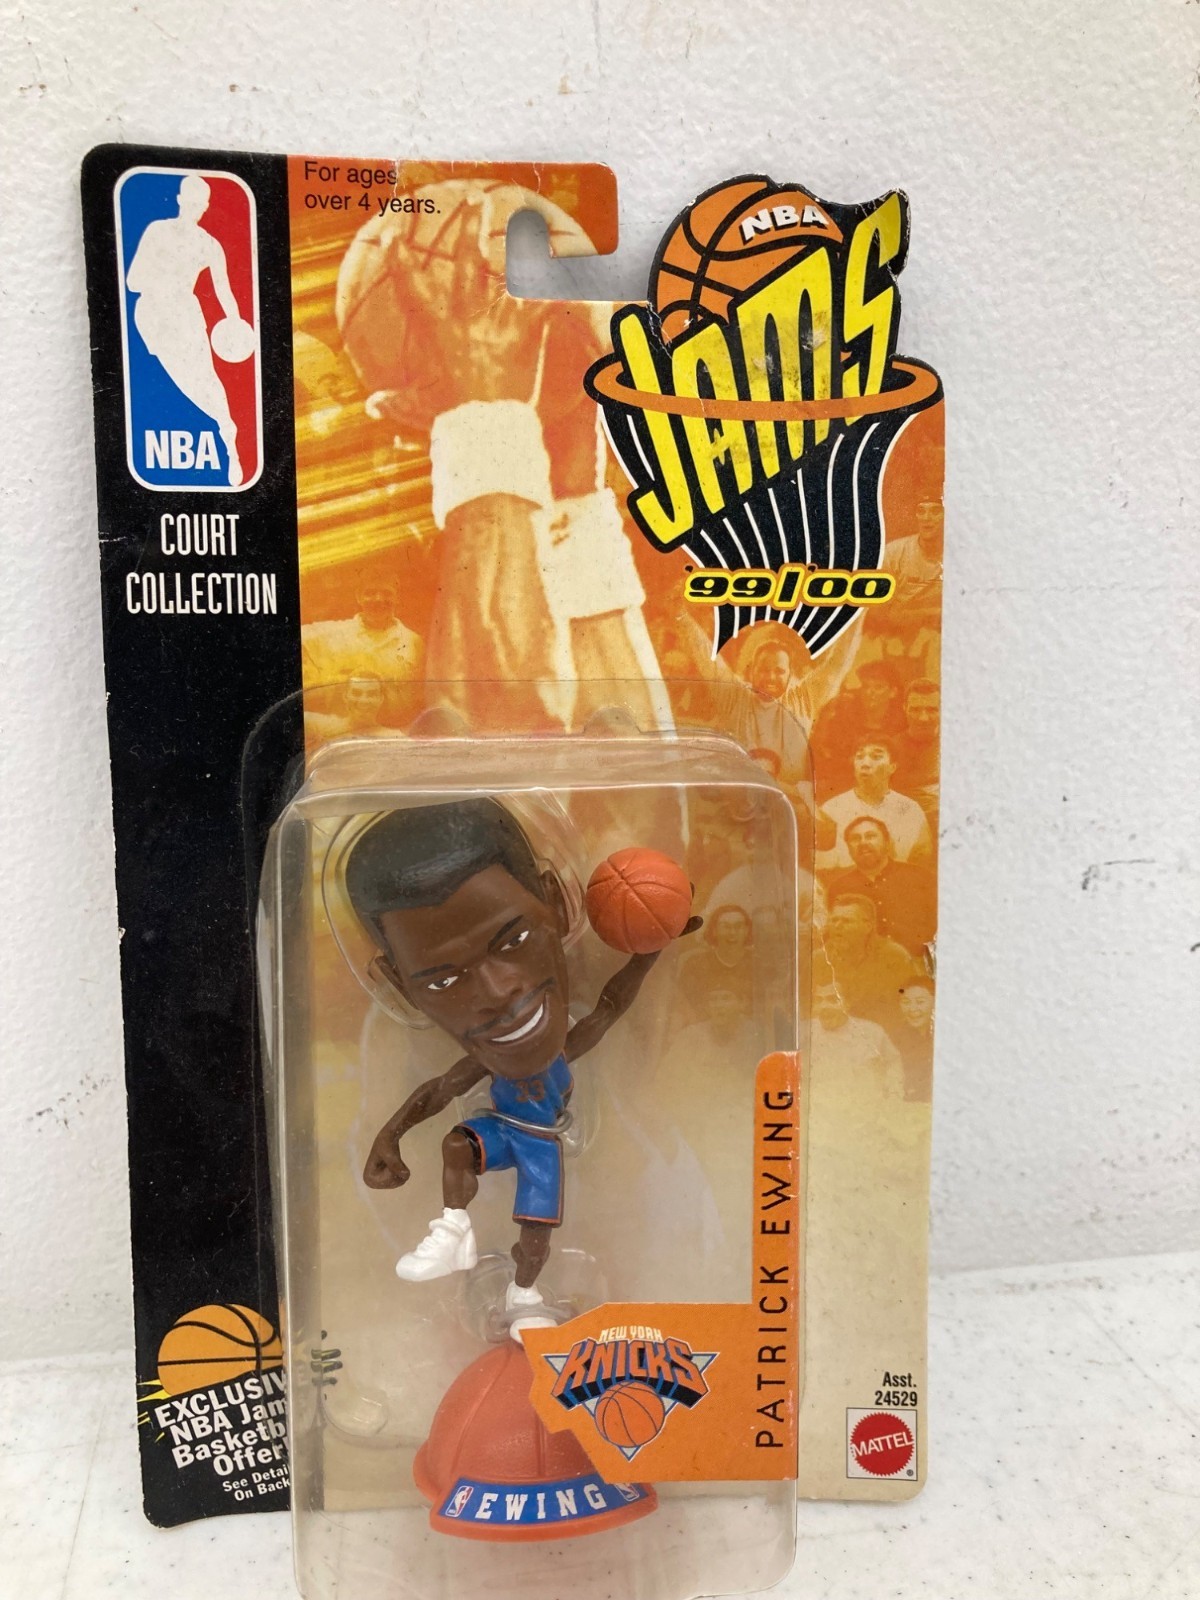 For ages
over 4 years.
NBA
NBA
JAMS
'99/'00
COURT
COLLECTION
33
PATRICK EWING
NEW YORK
KNICKS
EWING
EXCLUSIV
NBA Jam
Basketb
Offer
See Detai
On Back
Asst.
24529
MATTEL
®